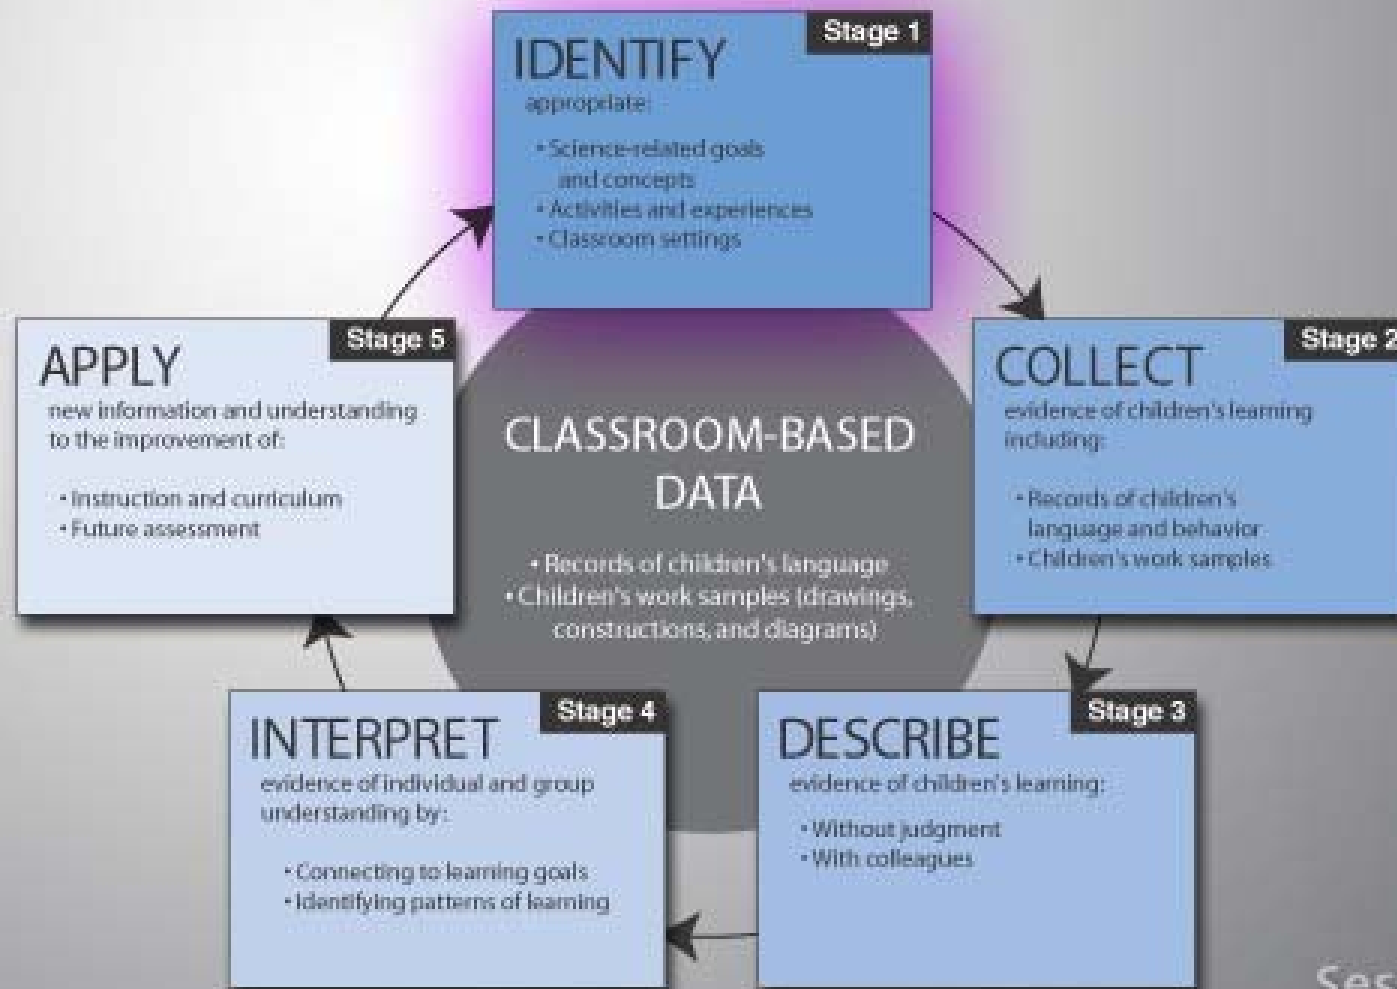 Stage 1
IDENTIFY
appropriate:
• Science-related goals
and concepts
• Activities and experiences
• Classroom settings
Stage 2
COLLECT
evidence of children's learning
including:
• Records of children's
language and behavior
• Children's work samples
Stage 3
DESCRIBE
evidence of children's learning:
• Without judgment
• With colleagues
Stage 4
INTERPRET
evidence of individual and group
understanding by:
• Connecting to learning goals
• Identifying patterns of learning
Stage 5
APPLY
new information and understanding
to the improvement of:
• Instruction and curriculum
• Future assessment
CLASSROOM-BASED
DATA
• Records of children's language
• Children's work samples (drawings,
constructions, and diagrams)